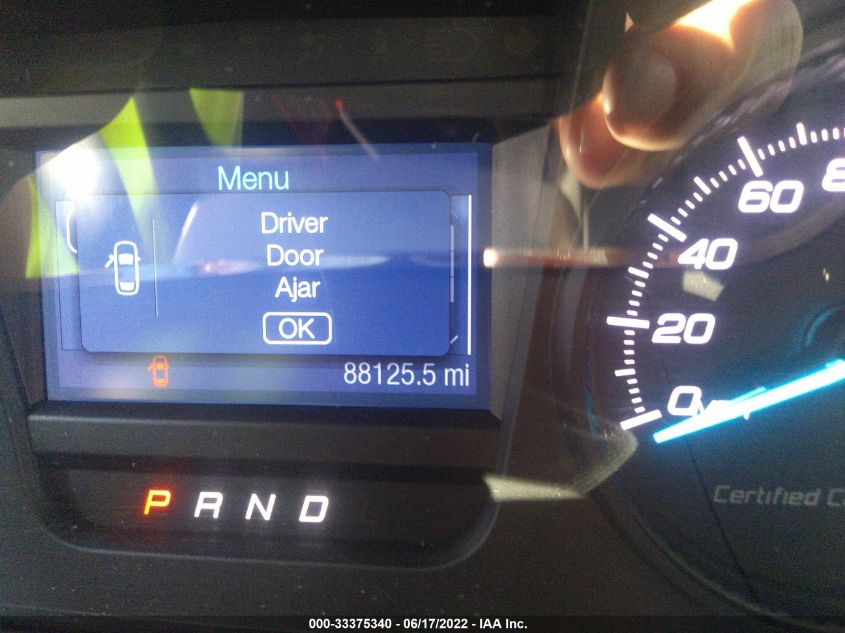 Menu
Driver
Door
Ajar
OK
88125.5 mi
P R N D
60
40
20
0
Certified
000-33375340 - 06/17/2022 - IAA Inc.